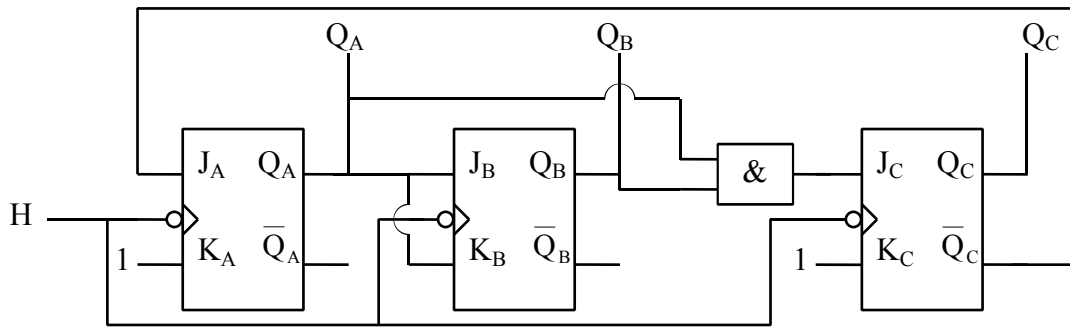 Q_A Q_B Q_C
J_A Q_A J_B Q_B & J_C Q_C
H
1 K_A Q̅_A K_B Q̅_B 1 K_C Q̅_C